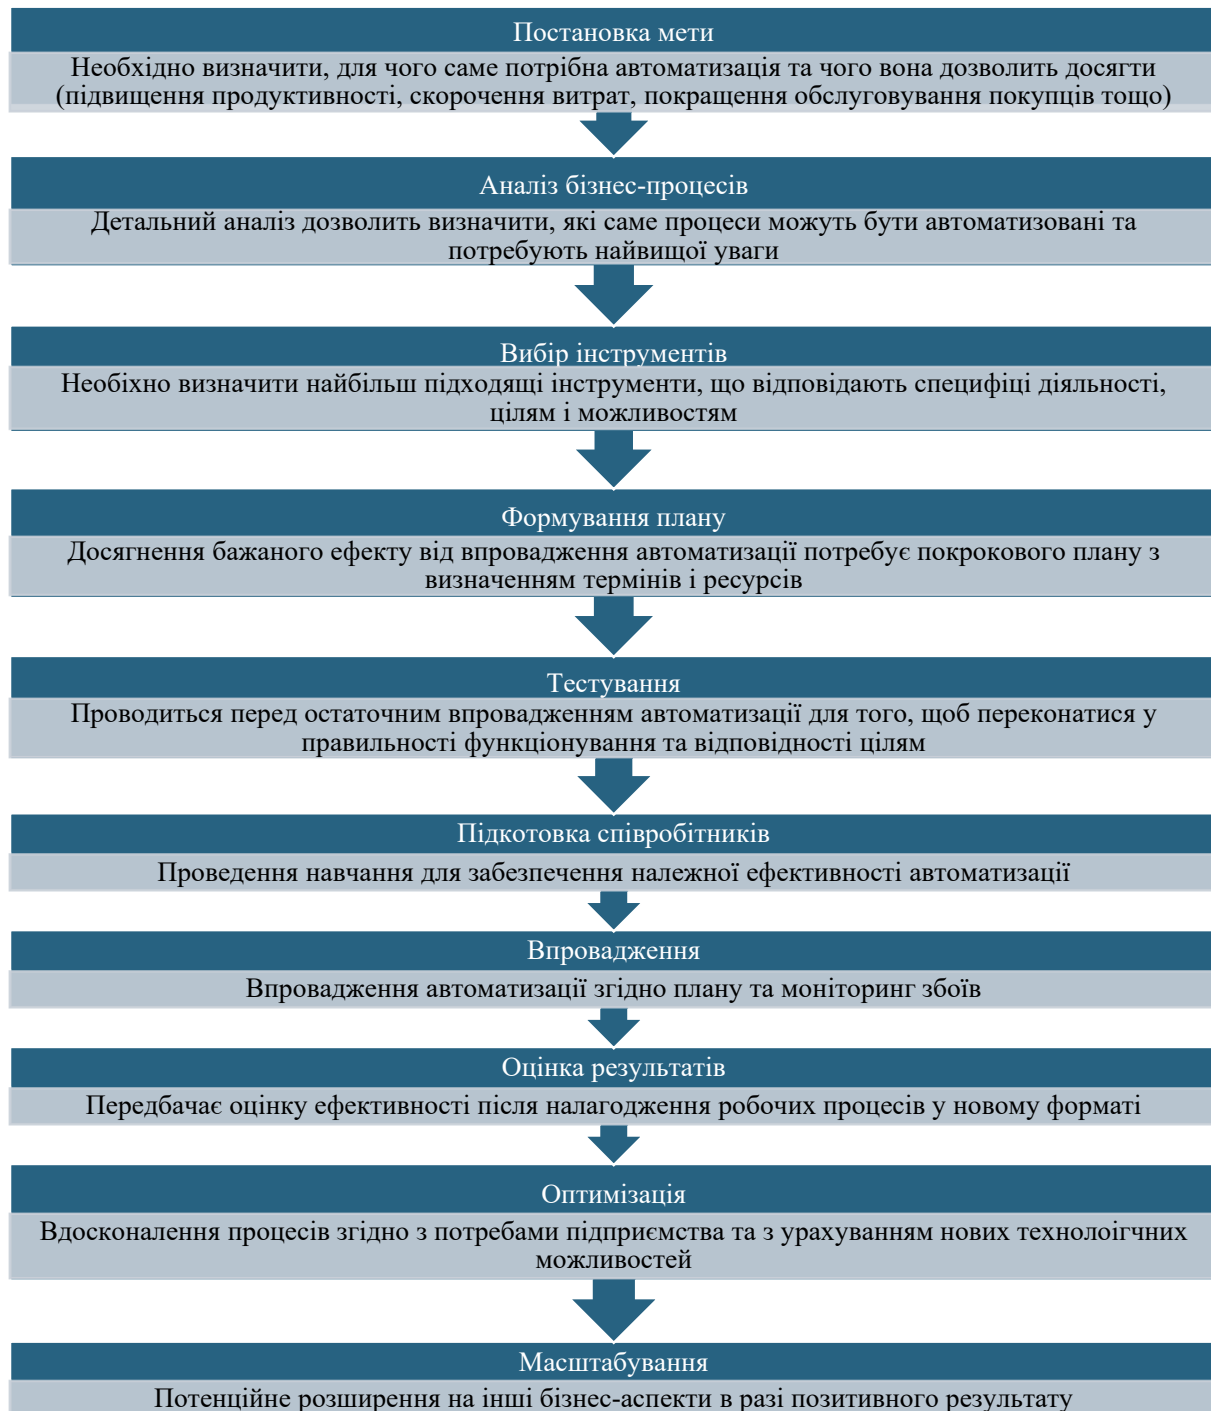 Постановка мети
Необхідно визначити, для чого саме потрібна автоматизація та чого вона дозволить досягти
(підвищення продуктивності, скорочення витрат, покращення обслуговування покупців тощо)
Аналіз бізнес-процесів
Детальний аналіз дозволить визначити, які саме процеси можуть бути автоматизовані та
потребують найвищої уваги
Вибір інструментів
Необіхно визначити найбільш підходящі інструменти, що відповідають специфіці діяльності,
цілям і можливостям
Формування плану
Досягнення бажаного ефекту від впровадження автоматизації потребує покрокового плану з
визначенням термінів і ресурсів
Тестування
Проводиться перед остаточним впровадженням автоматизації для того, щоб переконатися у
правильності функціонування та відповідності цілям
Підкотовка співробітників
Проведення навчання для забезпечення належної ефективності автоматизації
Впровадження
Впровадження автоматизації згідно плану та моніторинг збоїв
Оцінка результатів
Передбачає оцінку ефективності після налагодження робочих процесів у новому форматі
Оптимізація
Вдосконалення процесів згідно з потребами підприємства та з урахуванням нових технолоігчних
можливостей
Масштабування
Потенційне розширення на інші бізнес-аспекти в разі позитивного результату